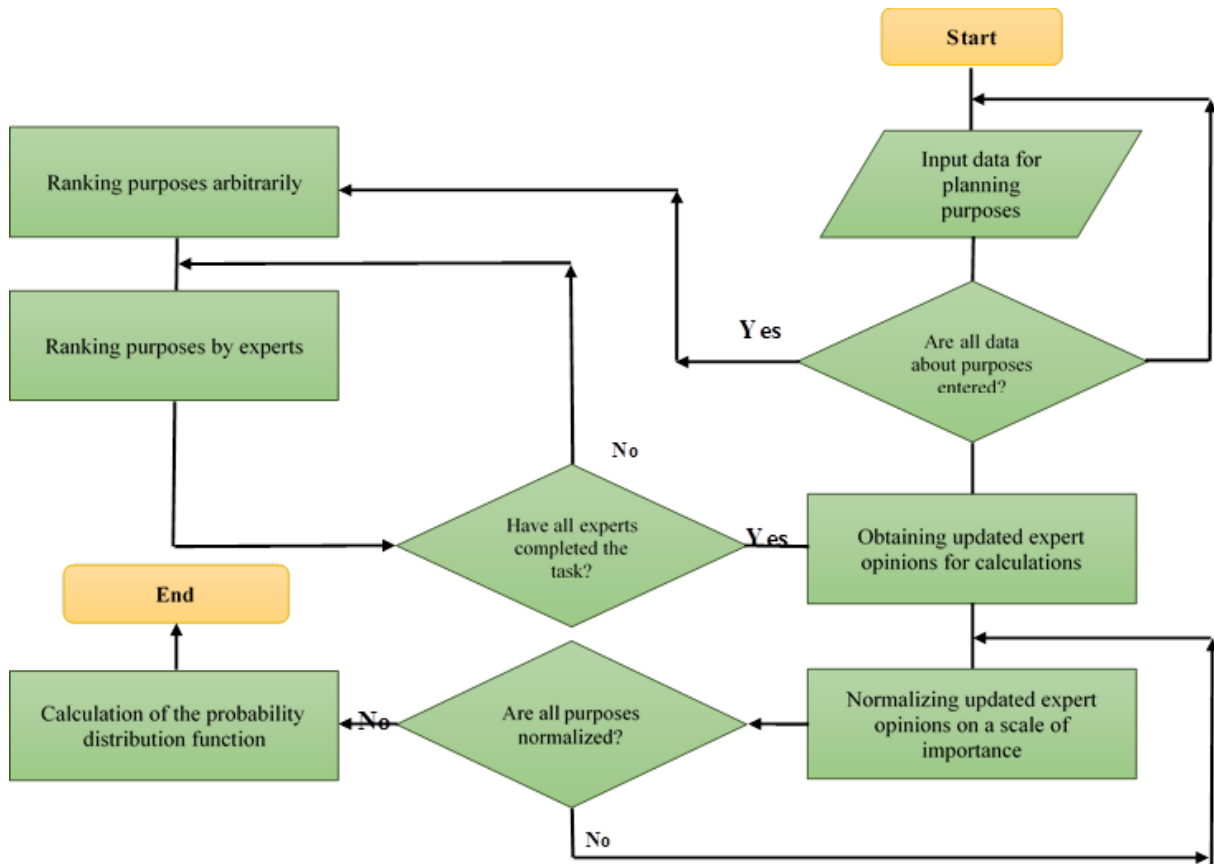 Start
Input data for
planning
purposes
Ranking purposes arbitrarily
Ranking purposes by experts
Yes
Are all data
about purposes
entered?
No
Have all experts
completed the
task?
Yes
Obtaining updated expert
opinions for calculations
End
Calculation of the probability
distribution function
No
Are all purposes
normalized?
Normalizing updated expert
opinions on a scale of
importance
No